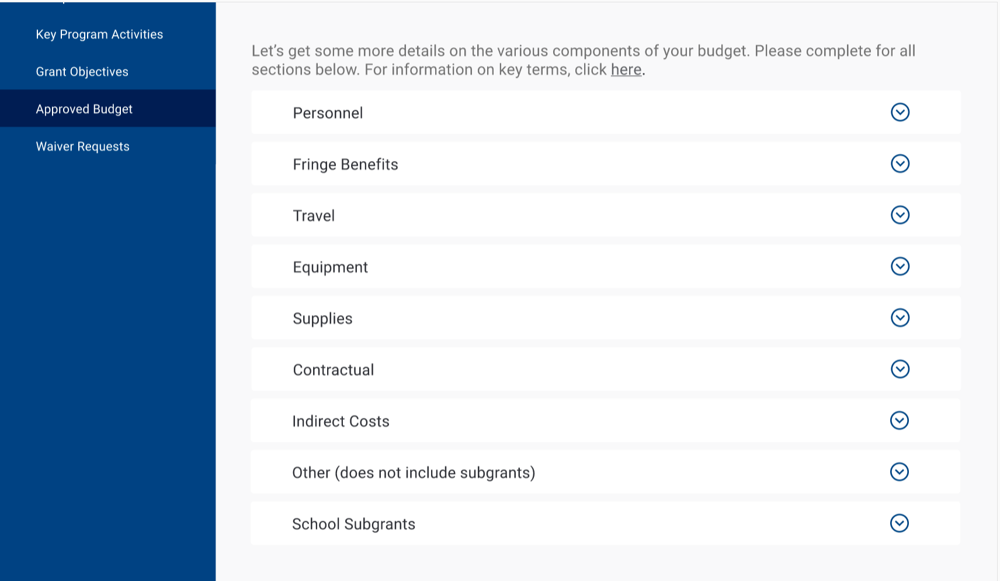 Key Program Activities
Grant Objectives
Approved Budget
Waiver Requests
Let’s get some more details on the various components of your budget. Please complete for all
sections below. For information on key terms, click here.
Personnel
Fringe Benefits
Travel
Equipment
Supplies
Contractual
Indirect Costs
Other (does not include subgrants)
School Subgrants